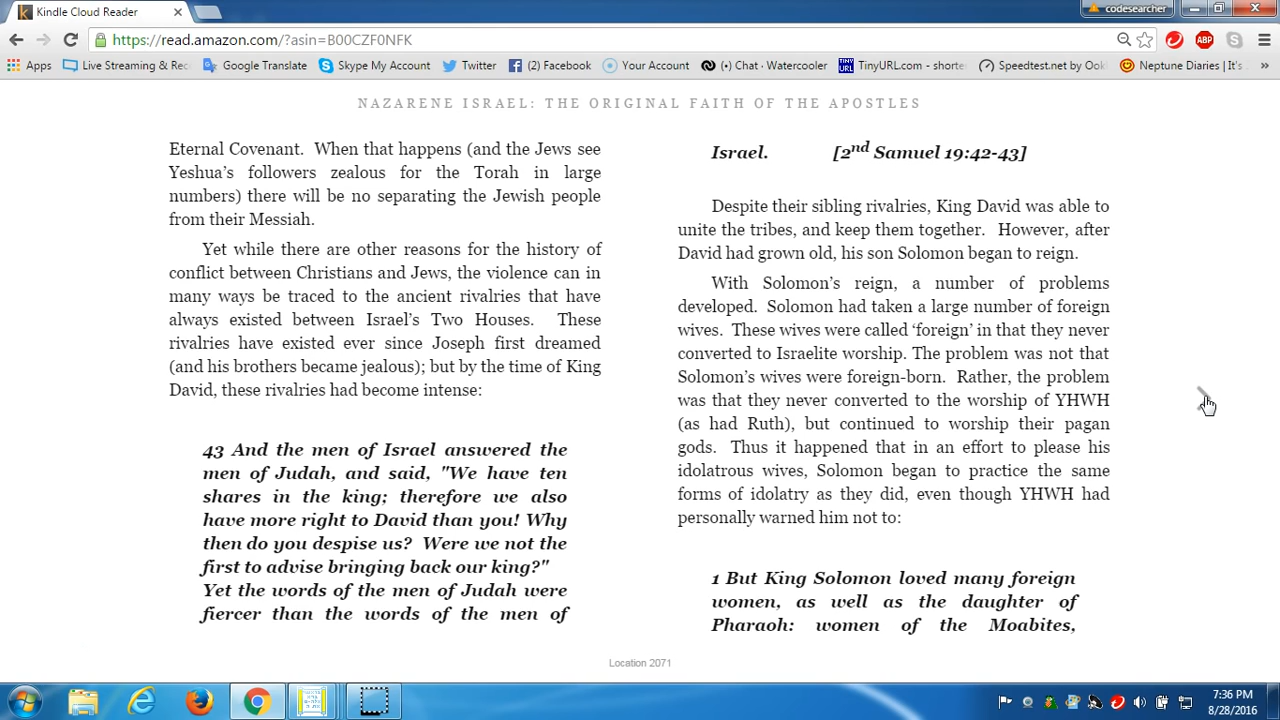 Kindle Cloud Reader
codesearcher
https://read.amazon.com/?asin=B00CZF0NFK
Apps
Live Streaming & Rec
Google Translate
Skype My Account
Twitter
(2) Facebook
Your Account
(•) Chat · Watercooler
TinyURL.com - shorte
Speedtest.net by Ook
Neptune Diaries | It's
NAZARENE ISRAEL: THE ORIGINAL FAITH OF THE APOSTLES
Eternal Covenant. When that happens (and the Jews see
Yeshua's followers zealous for the Torah in large
numbers) there will be no separating the Jewish people
from their Messiah.
Yet while there are other reasons for the history of
conflict between Christians and Jews, the violence can in
many ways be traced to the ancient rivalries that have
always existed between Israel's Two Houses. These
rivalries have existed ever since Joseph first dreamed
(and his brothers became jealous); but by the time of King
David, these rivalries had become intense:
43 And the men of Israel answered the
men of Judah, and said, "We have ten
shares in the king; therefore we also
have more right to David than you! Why
then do you despise us? Were we not the
first to advise bringing back our king?"
Yet the words of the men of Judah were
fiercer than the words of the men of
Israel. [2nd Samuel 19:42-43]
Despite their sibling rivalries, King David was able to
unite the tribes, and keep them together. However, after
David had grown old, his son Solomon began to reign.
With Solomon's reign, a number of problems
developed. Solomon had taken a large number of foreign
wives. These wives were called 'foreign' in that they never
converted to Israelite worship. The problem was not that
Solomon's wives were foreign-born. Rather, the problem
was that they never converted to the worship of YHWH
(as had Ruth), but continued to worship their pagan
gods. Thus it happened that in an effort to please his
idolatrous wives, Solomon began to practice the same
forms of idolatry as they did, even though YHWH had
personally warned him not to:
1 But King Solomon loved many foreign
women, as well as the daughter of
Pharaoh: women of the Moabites,
Location 2071
7:36 PM
8/28/2016